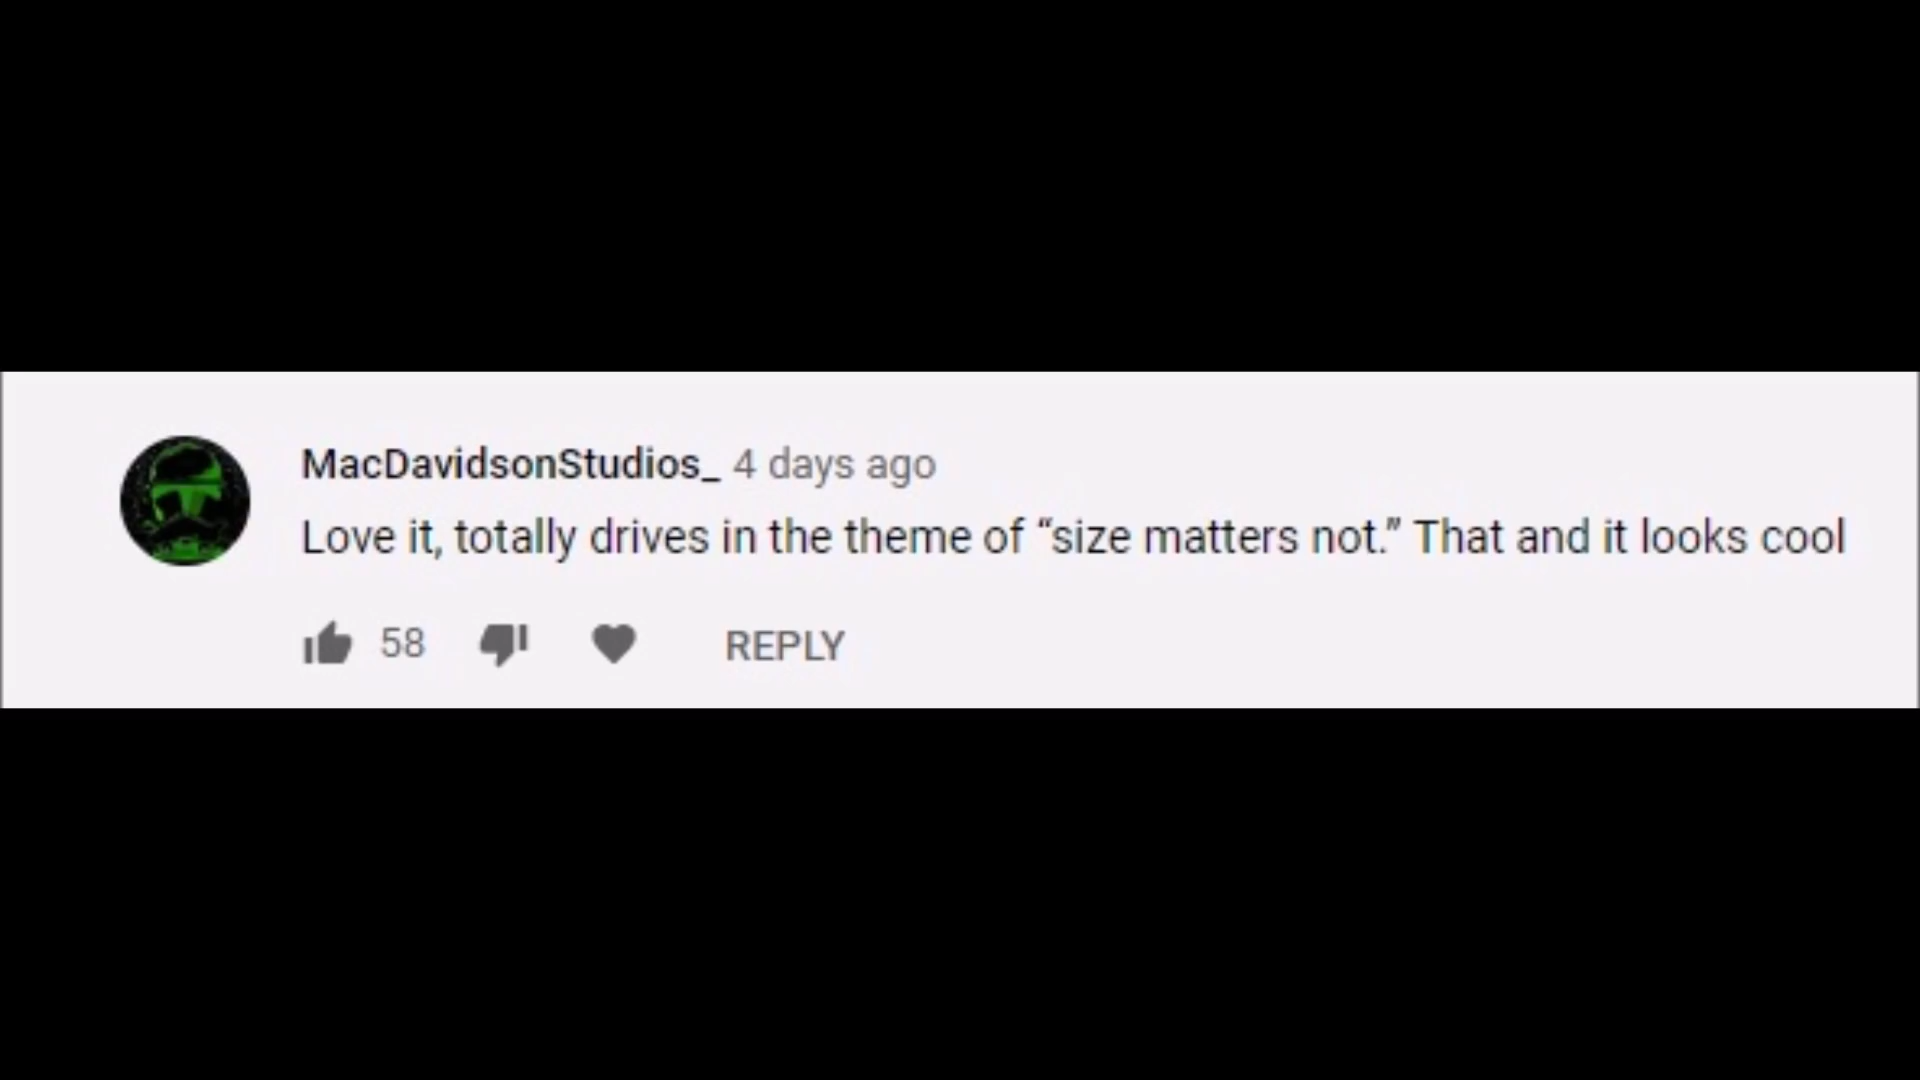 MacDavidsonStudios_ 4 days ago
Love it, totally drives in the theme of “size matters not.” That and it looks cool
58 REPLY